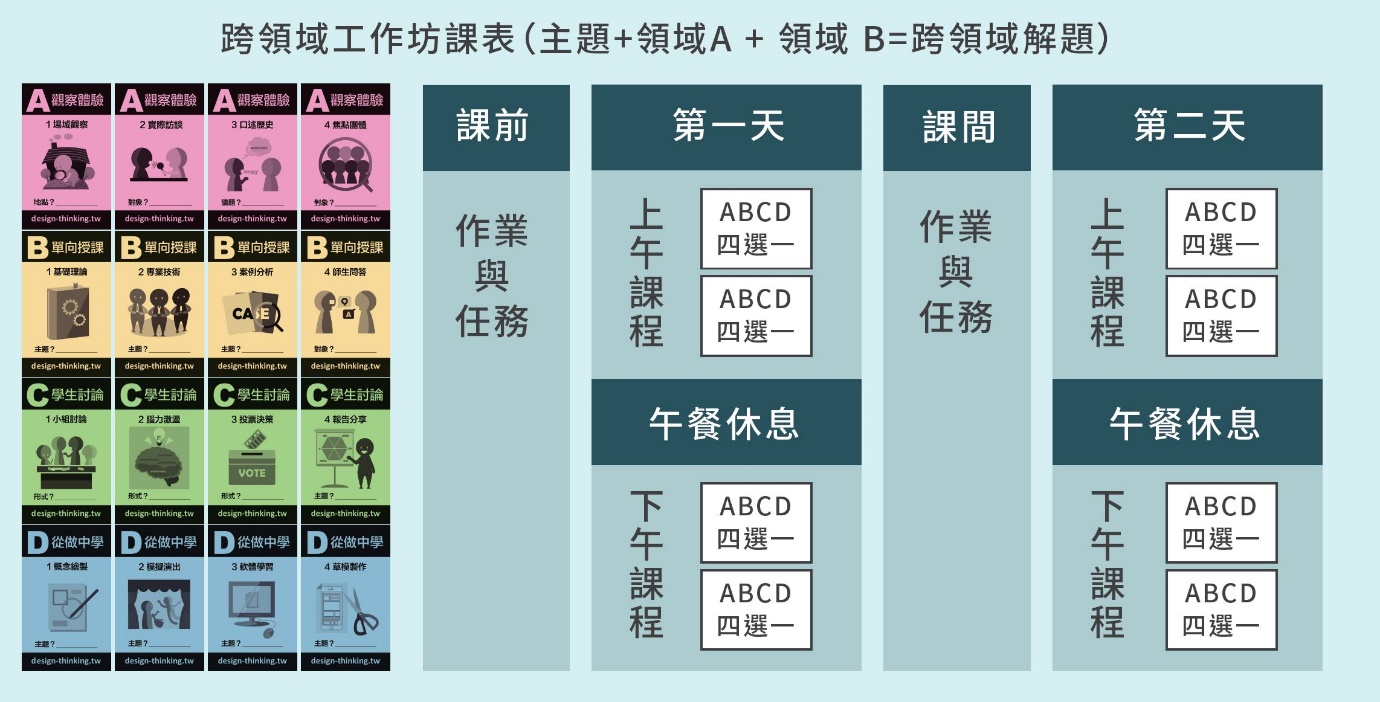 跨領域工作坊課表(主題+領域A + 領域 B=跨領域解題)
A 觀察體驗
1 場域觀察
地點?
design-thinking.tw
A 觀察體驗
2 實際訪談
對象?
design-thinking.tw
A 觀察體驗
3 口述歷史
議題?
design-thinking.tw
A 觀察體驗
4 焦點團體
對象?
design-thinking.tw
B 單向授課
1 基礎理論
主題?
design-thinking.tw
B 單向授課
2 專業技術
主題?
design-thinking.tw
B 單向授課
3 案例分析
CASE
主題?
design-thinking.tw
B 單向授課
4 師生問答
Q
A
對象?
design-thinking.tw
C 學生討論
1 小組討論
形式?
design-thinking.tw
C 學生討論
2 腦力激盪
形式?
design-thinking.tw
C 學生討論
3 投票決策
VOTE
形式?
design-thinking.tw
C 學生討論
4 報告分享
主題?
design-thinking.tw
D 從做中學
1 概念繪製
主題?
design-thinking.tw
D 從做中學
2 模擬演出
主題?
design-thinking.tw
D 從做中學
3 軟體學習
主題?
design-thinking.tw
D 從做中學
4 草模製作
主題?
design-thinking.tw
課前
作業
與
任務
第一天
上午課程
ABCD
四選一
ABCD
四選一
午餐休息
下午課程
ABCD
四選一
ABCD
四選一
課間
作業
與
任務
第二天
上午課程
ABCD
四選一
ABCD
四選一
午餐休息
下午課程
ABCD
四選一
ABCD
四選一